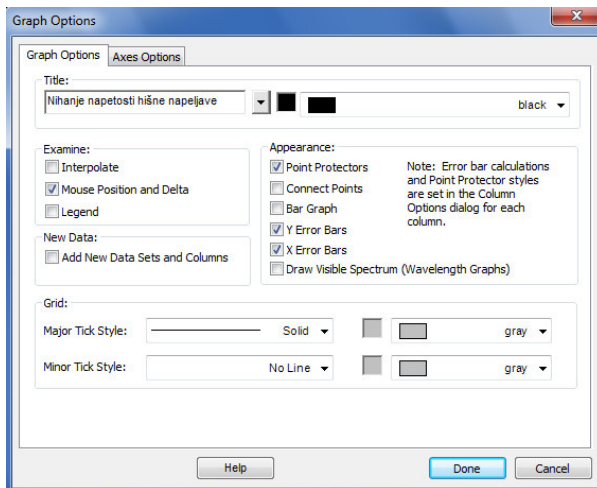 Graph Options
X
Graph Options
Axes Options
Title:
Nihanje napetosti hišne napeljave
black
Examine:
Interpolate
Mouse Position and Delta
Legend
New Data:
Add New Data Sets and Columns
Appearance:
Point Protectors
Connect Points
Bar Graph
Y Error Bars
X Error Bars
Draw Visible Spectrum (Wavelength Graphs)
Note: Error bar calculations
and Point Protector styles
are set in the Column
Options dialog for each
column.
Grid:
Major Tick Style:
Solid
gray
Minor Tick Style:
No Line
gray
Help
Done
Cancel